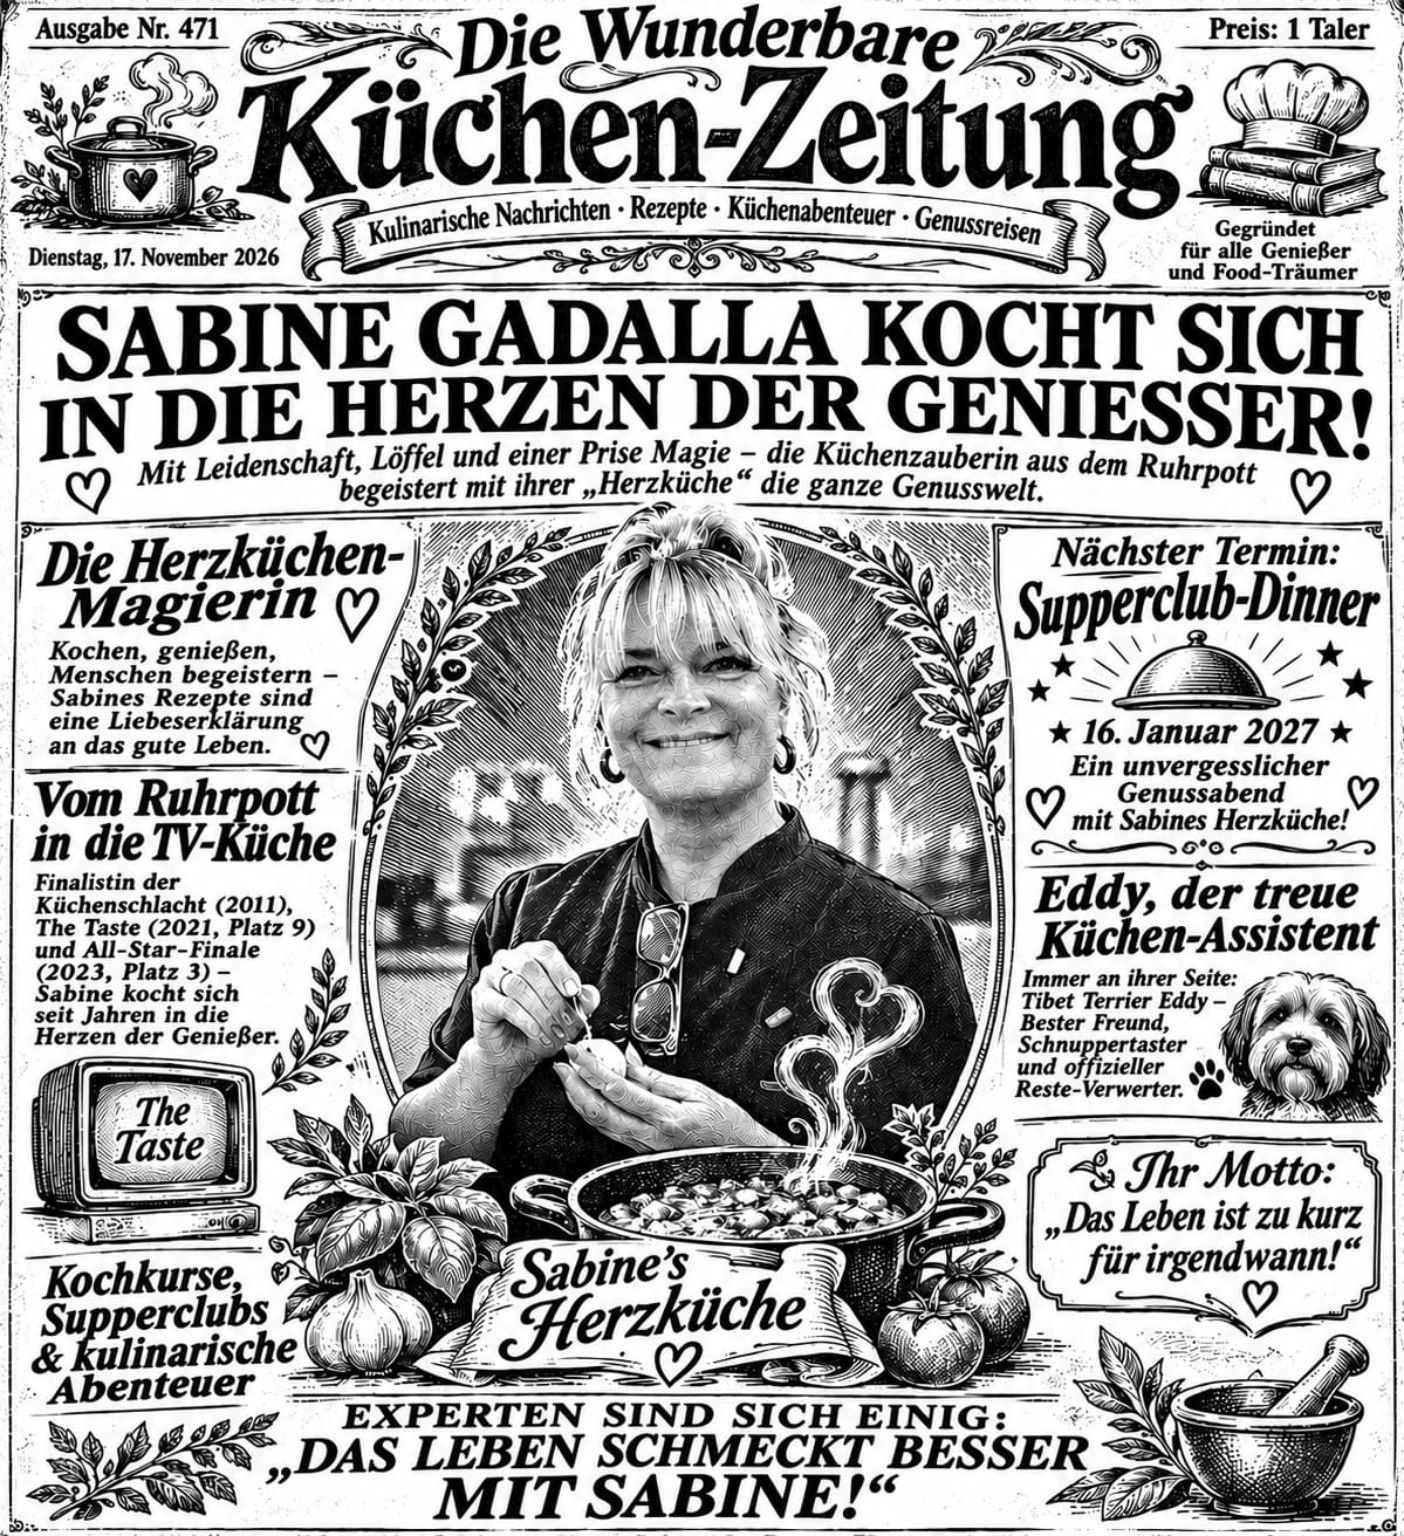 Ausgabe Nr. 471
Die Wunderbare
Küchen-Zeitung
Preis: 1 Taler
Kulinarische Nachrichten · Rezepte · Küchenabenteuer · Genussreisen
Dienstag, 17. November 2026
Gegründet
für alle Genießer
und Food-Träumer
SABINE GADALLA KOCHT SICH
IN DIE HERZEN DER GENIESSER!
Mit Leidenschaft, Löffel und einer Prise Magie – die Küchenzauberin aus dem Ruhrpott
begeistert mit ihrer „Herzküche“ die ganze Genusswelt.
Die Herzküchen-
Magierin
Kochen, genießen,
Menschen begeistern –
Sabines Rezepte sind
eine Liebeserklärung
an das gute Leben.
Vom Ruhrpott
in die TV-Küche
Finalistin der
Küchenschlacht (2011),
The Taste (2021, Platz 9)
und All-Star-Finale
(2023, Platz 3) –
Sabine kocht sich
seit Jahren in die
Herzen der Genießer.
The
Taste
Kochkurse,
Supperclubs
& kulinarische
Abenteuer
Sabine's
Herzküche
Nächster Termin:
Supperclub-Dinner
16. Januar 2027
Ein unvergesslicher
Genussabend
mit Sabines Herzküche!
Eddy, der treue
Küchen-Assistent
Immer an ihrer Seite:
Tibet Terrier Eddy –
Bester Freund,
Schnuppertaster
und offizieller
Reste-Verwerter.
Ihr Motto:
„Das Leben ist zu kurz
für irgendwann!“
EXPERTEN SIND SICH EINIG:
„DAS LEBEN SCHMECKT BESSER
MIT SABINE!“